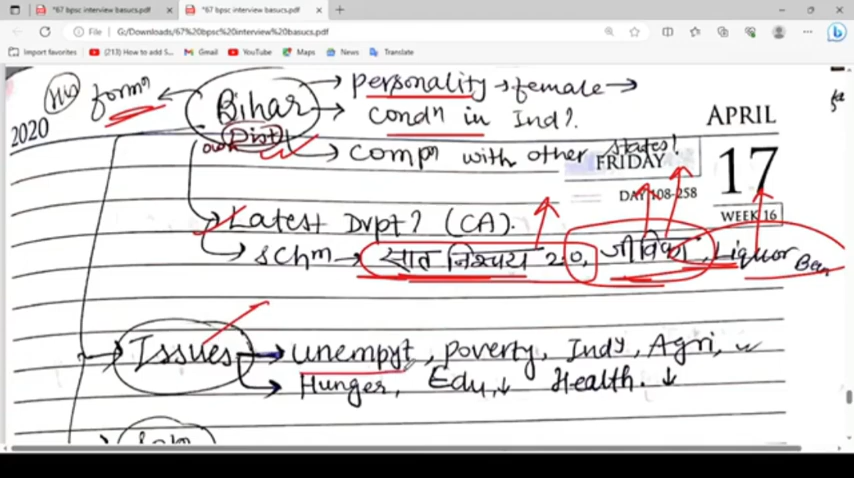 *67 bpsc interview basucs.pdf
*67 bpsc interview basucs.pdf
File G:/Downloads/67%20bpsc%20interview%20basucs.pdf
Import favorites (213) How to add S... Gmail YouTube Maps News Translate
2020
formⁿ
Bihar
Dist
personality → female →
Condⁿ in Ind?
Compⁿ with other states!
APRIL
FRIDAY
17
DAY 108-258
WEEK 16
Latest Dvpt? (CA).
schm → सात निश्चय 2.0, जीविका, Liquor Ban
Issues → unempyt, poverty, Indy, Agri,
Hunger, Edu, ↓ Health. ↓